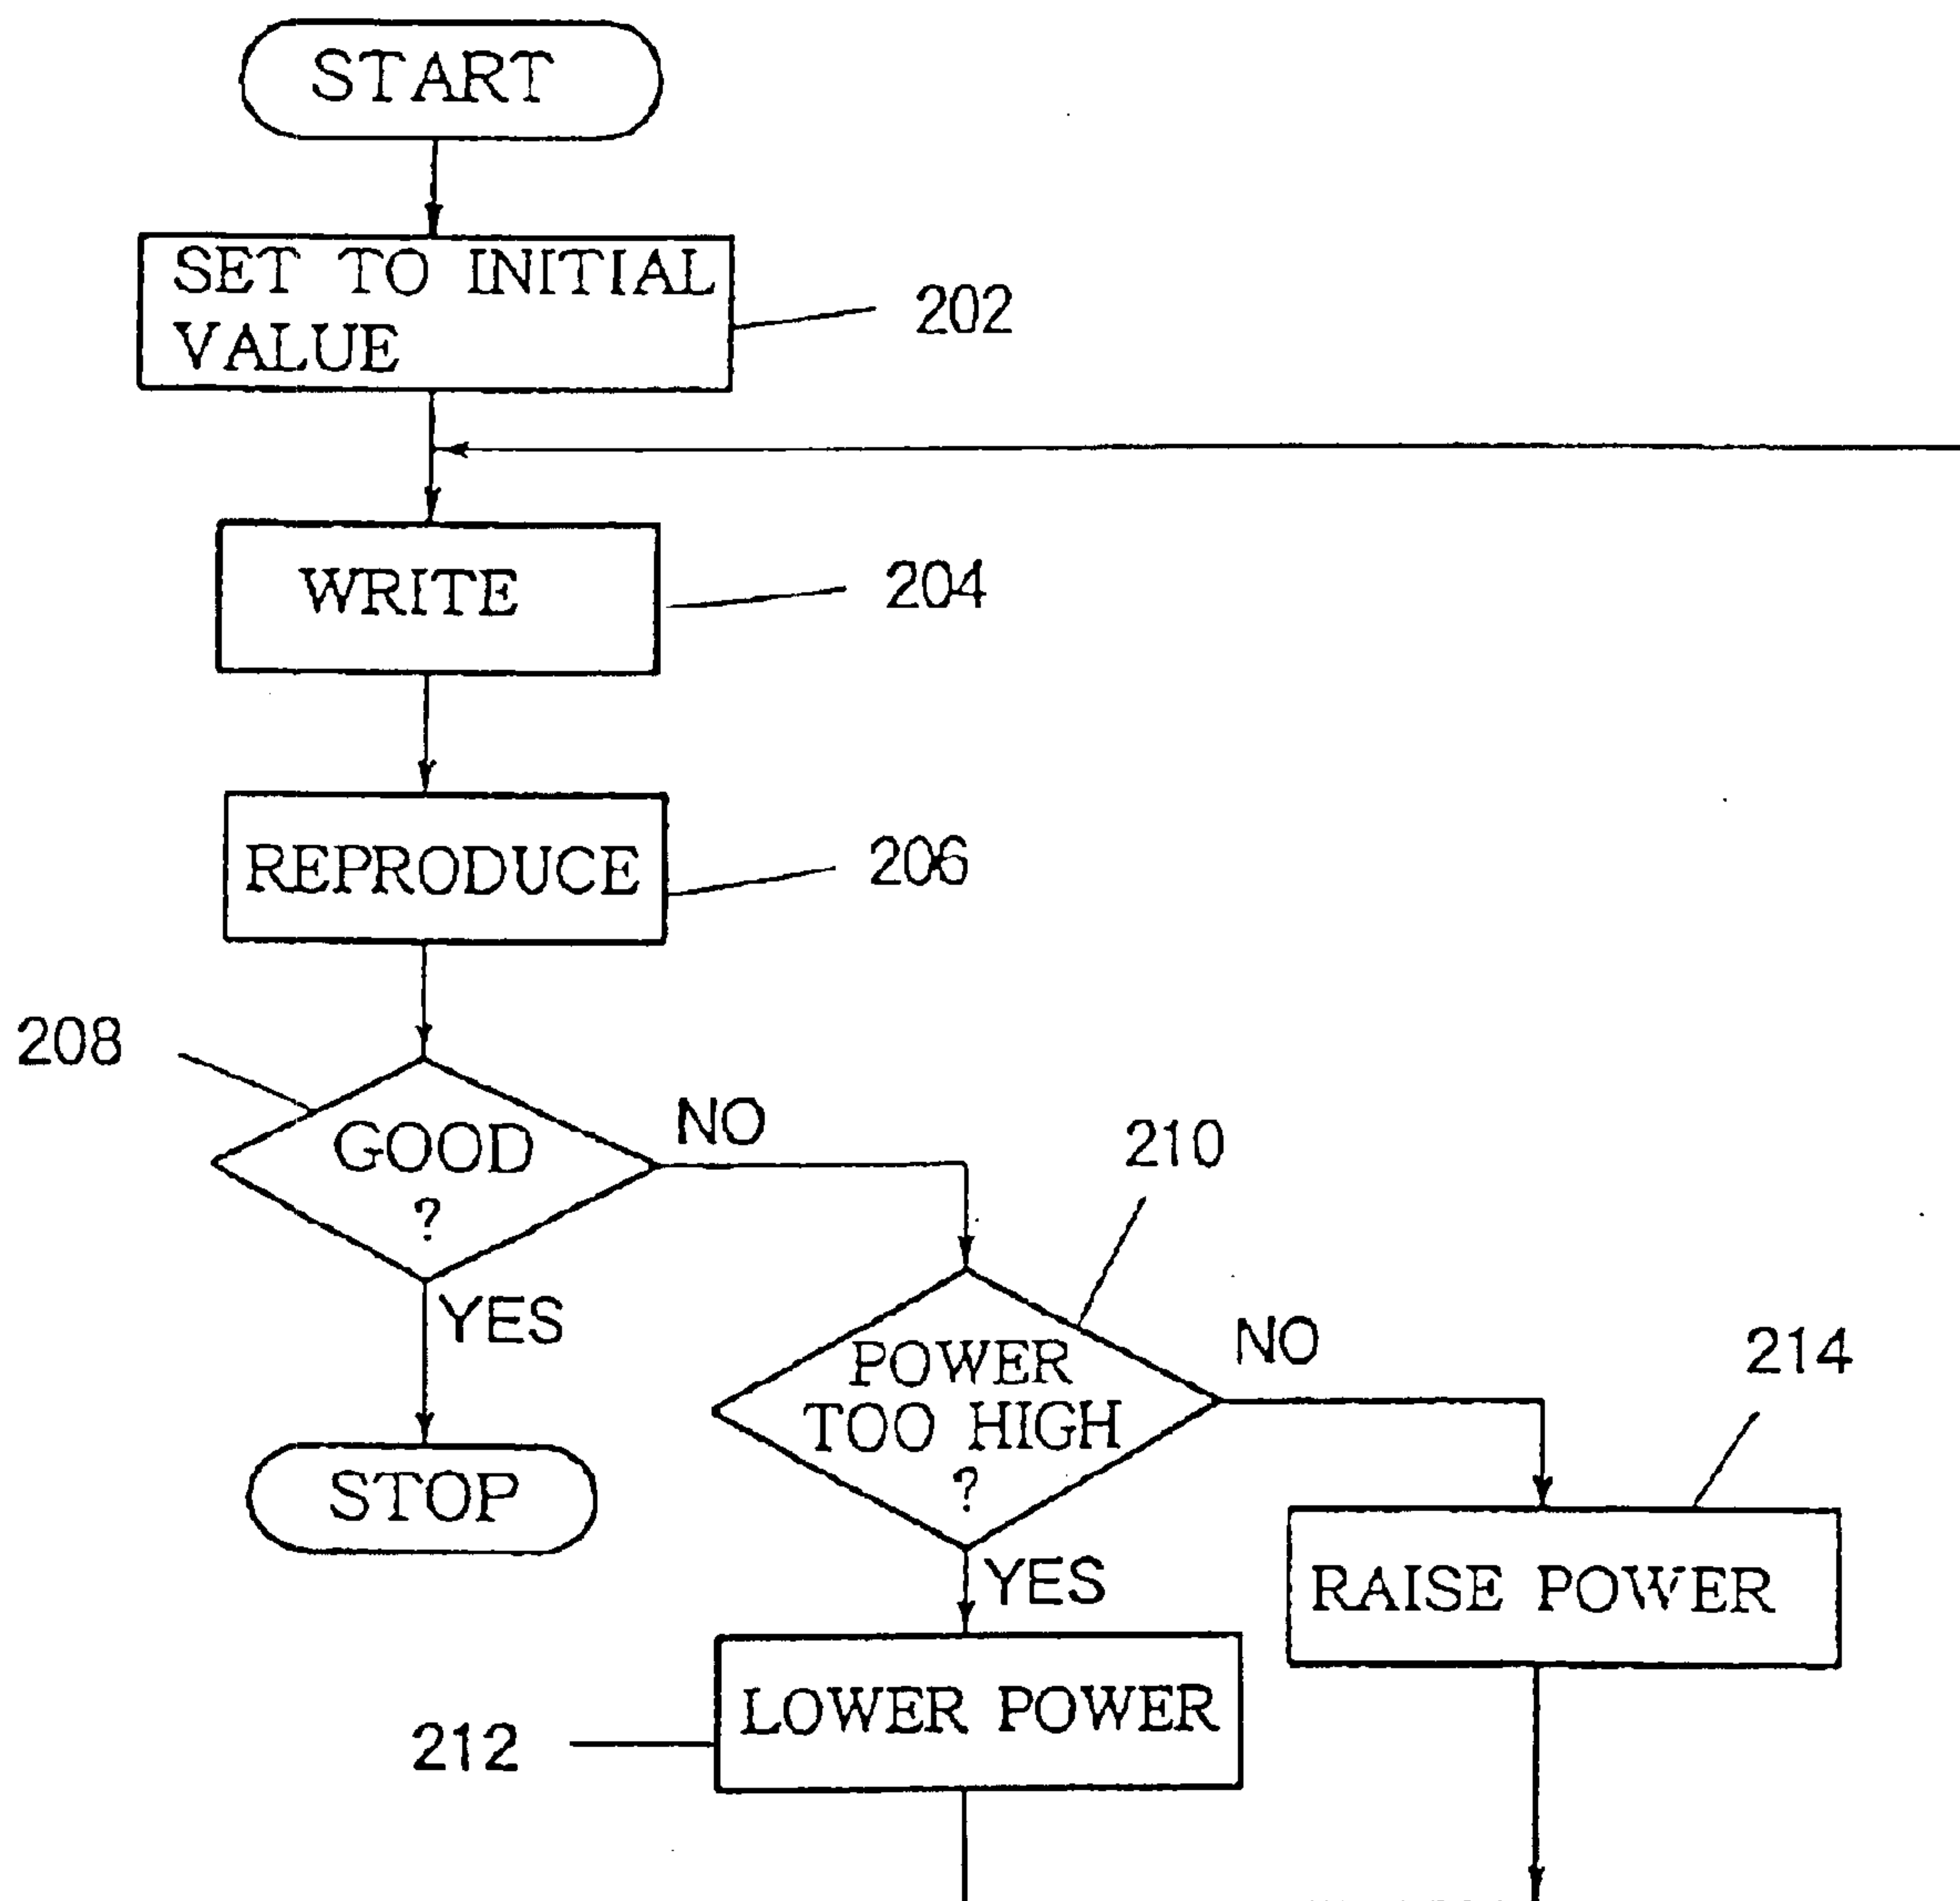 START
SET TO INITIAL
VALUE
202
WRITE
204
REPRODUCE
206
208
GOOD
?
NO
YES
STOP
210
POWER
TOO HIGH
?
NO
YES
214
RAISE POWER
LOWER POWER
212